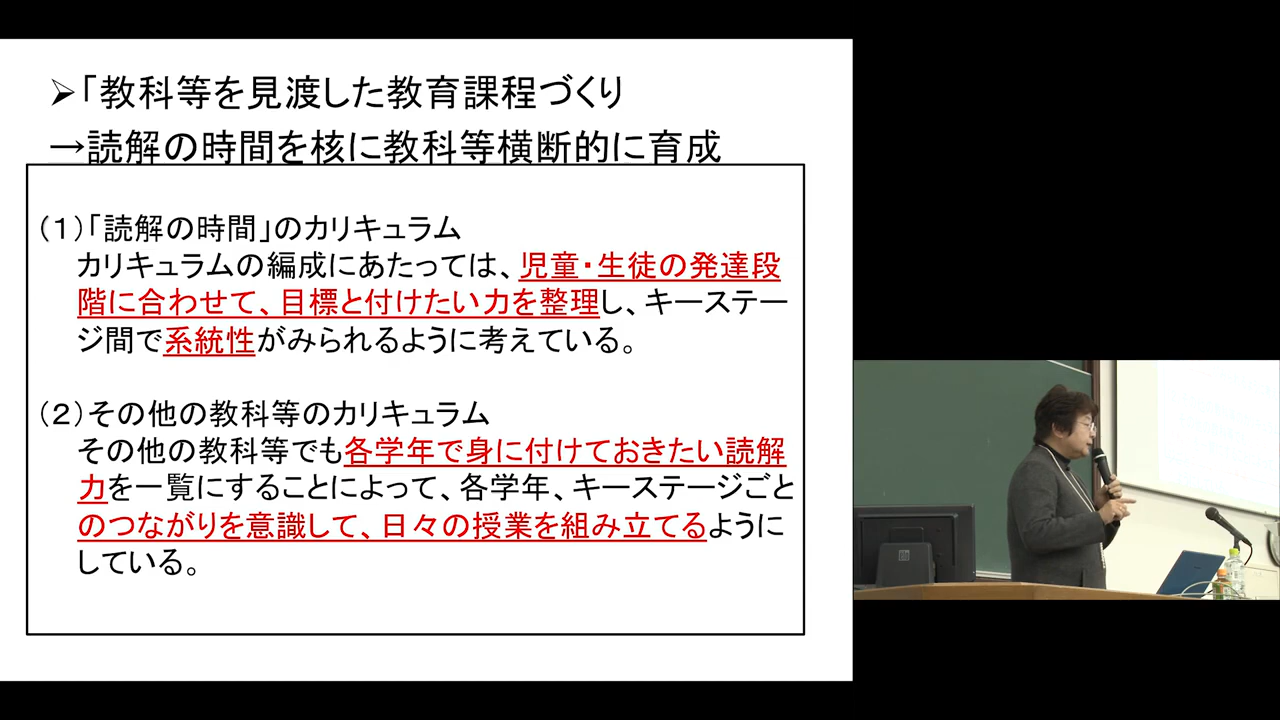 ➢「教科等を見渡した教育課程づくり
→読解の時間を核に教科等横断的に育成
（１）「読解の時間」のカリキュラム
カリキュラムの編成にあたっては、児童・生徒の発達段
階に合わせて、目標と付けたい力を整理し、キーステー
ジ間で系統性がみられるように考えている。
（２）その他の教科等のカリキュラム
その他の教科等でも各学年で身に付けておきたい読解
力を一覧にすることによって、各学年、キーステージごと
のつながりを意識して、日々の授業を組み立てるように
している。